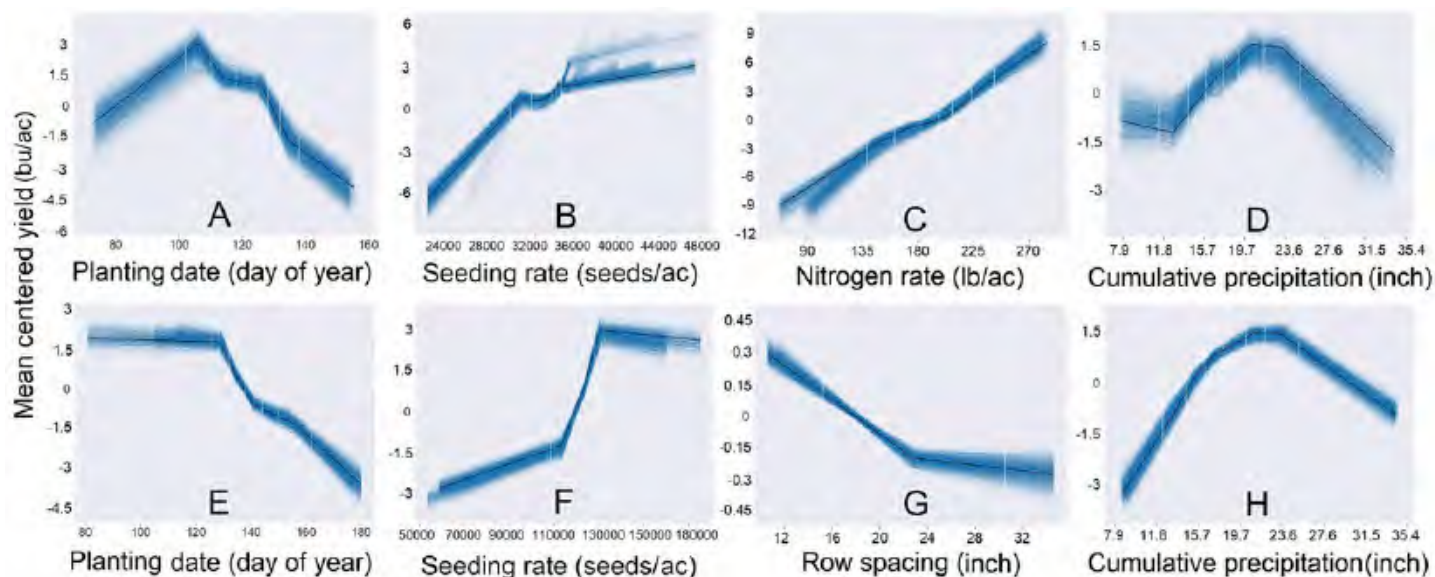 Mean centered yield (bu/ac)
3
1.5
0
-1.5
-3
-4.5
-6
A
80 100 120 140 160
Planting date (day of year)
6
3
0
-3
-6
B
24000 28000 32000 36000 40000 44000 48000
Seeding rate (seeds/ac)
9
6
3
0
-3
-6
-9
-12
C
90 135 180 225 270
Nitrogen rate (lb/ac)
1.5
0
-1.5
-3
D
7.9 11.8 15.7 19.7 23.6 27.6 31.5 35.4
Cumulative precipitation (inch)
3
1.5
0
-1.5
-3
-4.5
E
80 100 120 140 160 180
Planting date (day of year)
3
1.5
0
-1.5
-3
F
50000 70000 90000 110000 130000 150000 180000
Seeding rate (seeds/ac)
0.45
0.3
0.15
0
-0.15
-0.3
-0.45
G
12 16 20 24 28 32
Row spacing (inch)
1.5
0
-1.5
-3
H
7.9 11.8 15.7 19.7 23.6 27.6 31.5 35.4
Cumulative precipitation (inch)